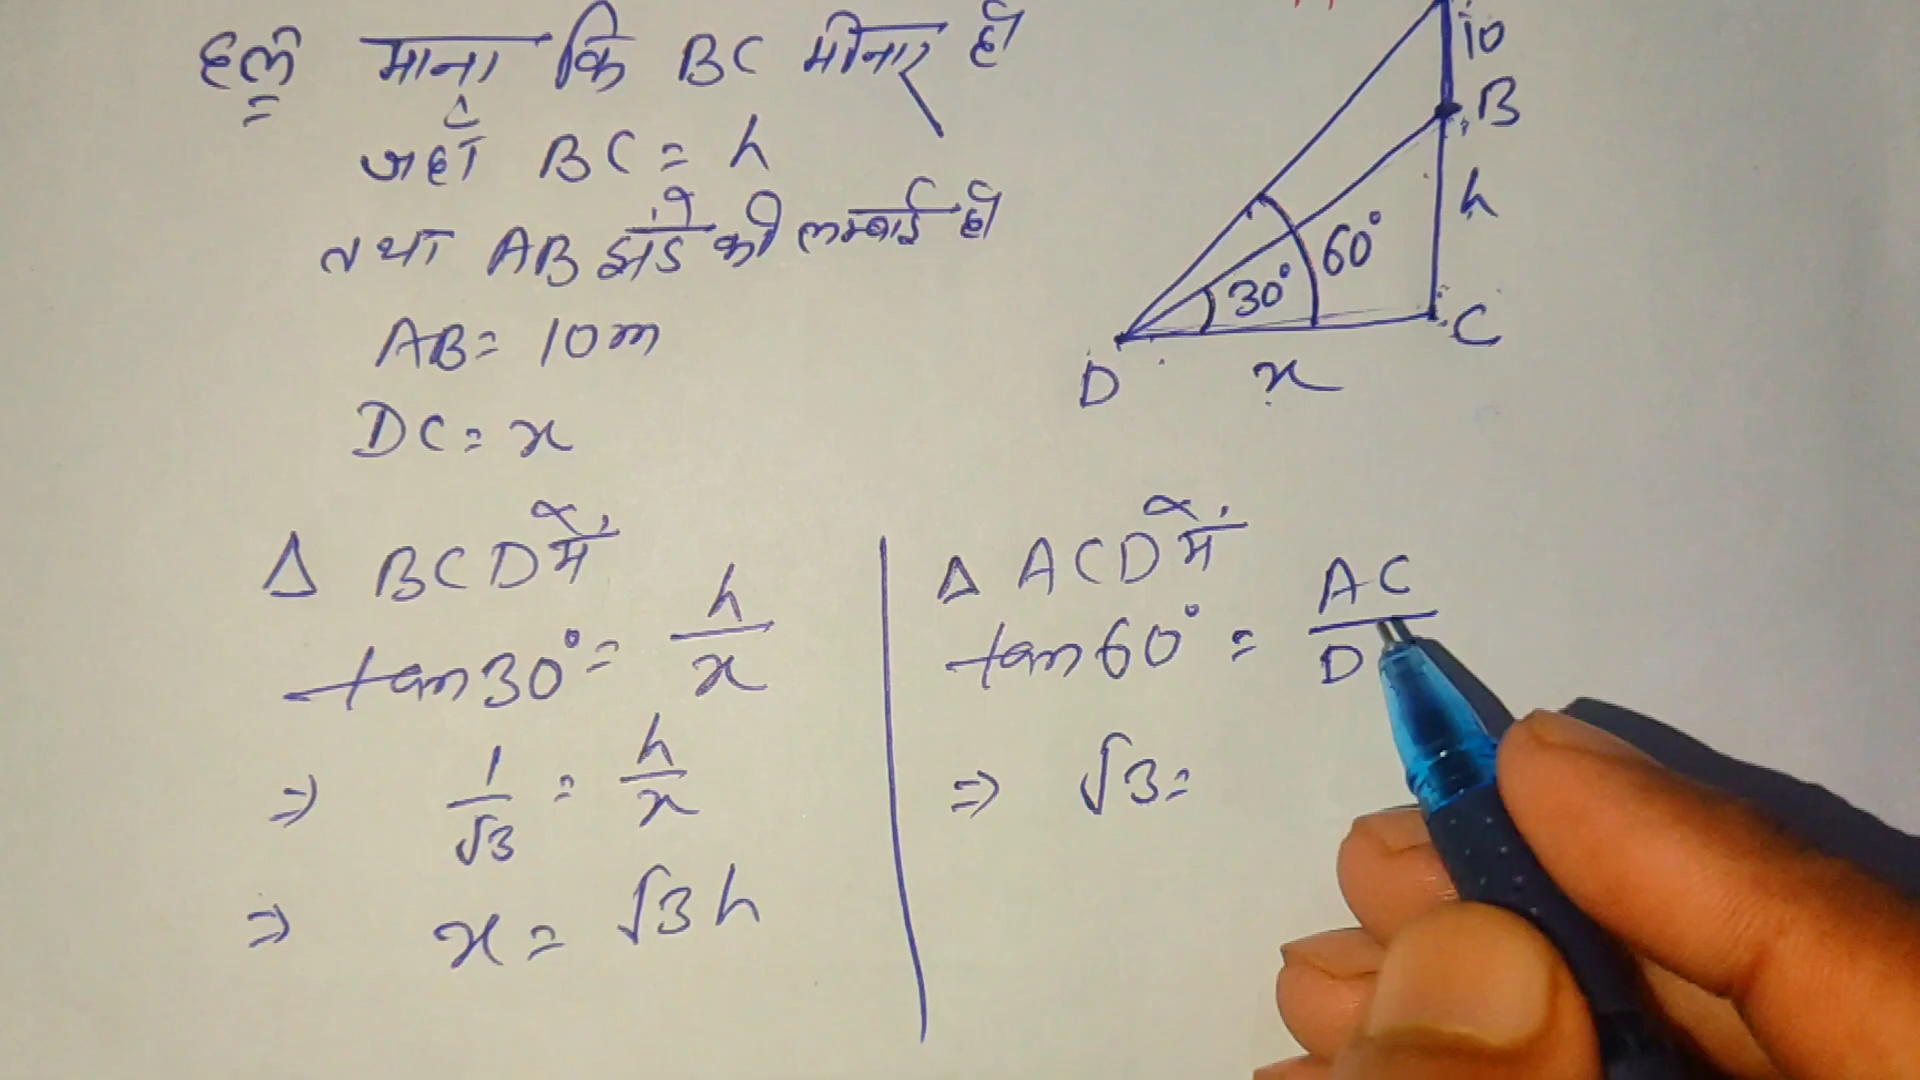 हल माना कि BC मीनार हो
जहाँ BC = h
तथा AB झंडे की लम्बाई हो
AB = 10m
DC = x
10
B
h
60°
30°
C
D
x
Δ BCD में,
tan30° = h/x
⇒ 1/√3 = h/x
⇒ x = √3 h
Δ ACD में,
tan60° = AC/D
⇒ √3 =